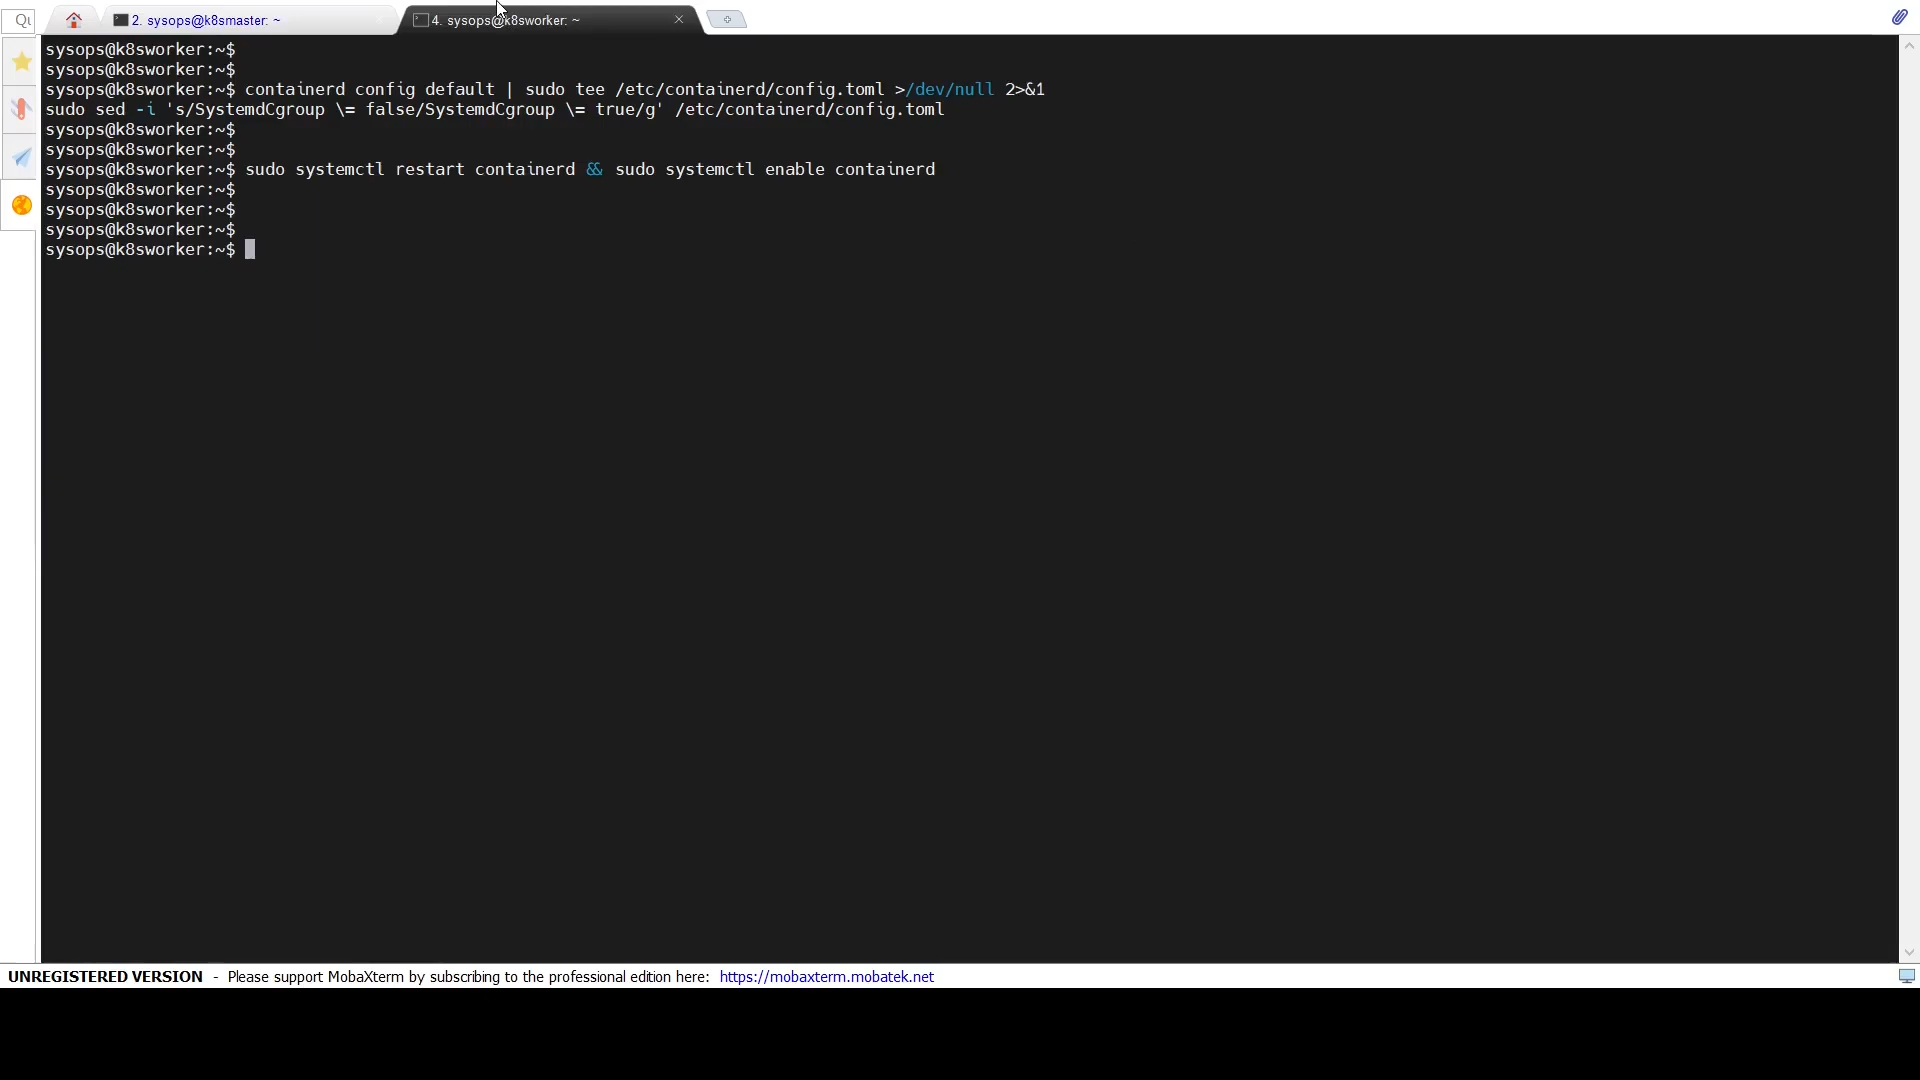 Qu
2. sysops@k8smaster: ~
4. sysops@k8sworker: ~
sysops@k8sworker:~$
sysops@k8sworker:~$
sysops@k8sworker:~$ containerd config default | sudo tee /etc/containerd/config.toml >/dev/null 2>&1
sudo sed -i 's/SystemdCgroup \= false/SystemdCgroup \= true/g' /etc/containerd/config.toml
sysops@k8sworker:~$
sysops@k8sworker:~$
sysops@k8sworker:~$ sudo systemctl restart containerd && sudo systemctl enable containerd
sysops@k8sworker:~$
sysops@k8sworker:~$
sysops@k8sworker:~$
sysops@k8sworker:~$
UNREGISTERED VERSION - Please support MobaXterm by subscribing to the professional edition here: https://mobaxterm.mobatek.net